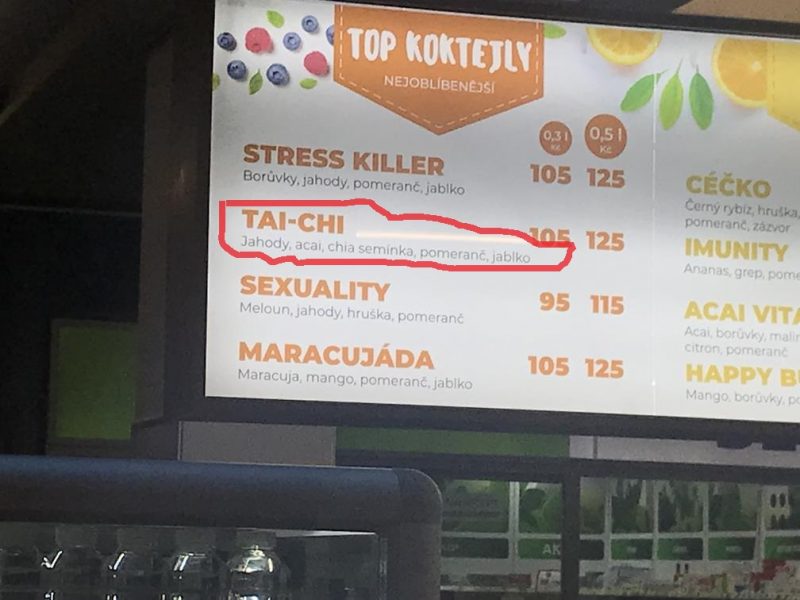 TOP KOKTEJLY
NEJOBLÍBENĚJŠÍ
0,3 l 0,5 l
Kč Kč
STRESS KILLER 105 125
Borůvky, jahody, pomeranč, jablko
TAI-CHI 105 125
Jahody, acai, chia semínka, pomeranč, jablko
SEXUALITY 95 115
Meloun, jahody, hruška, pomeranč
MARACUJÁDA 105 125
Maracuja, mango, pomeranč, jablko
CÉČKO
Černý rybíz, hruška,
pomeranč, zázvor
IMUNITY
Ananas, grep,
ACAI
Acai, borůvky,
citron, pomeranč
HAPPY
Mango, borůvky,